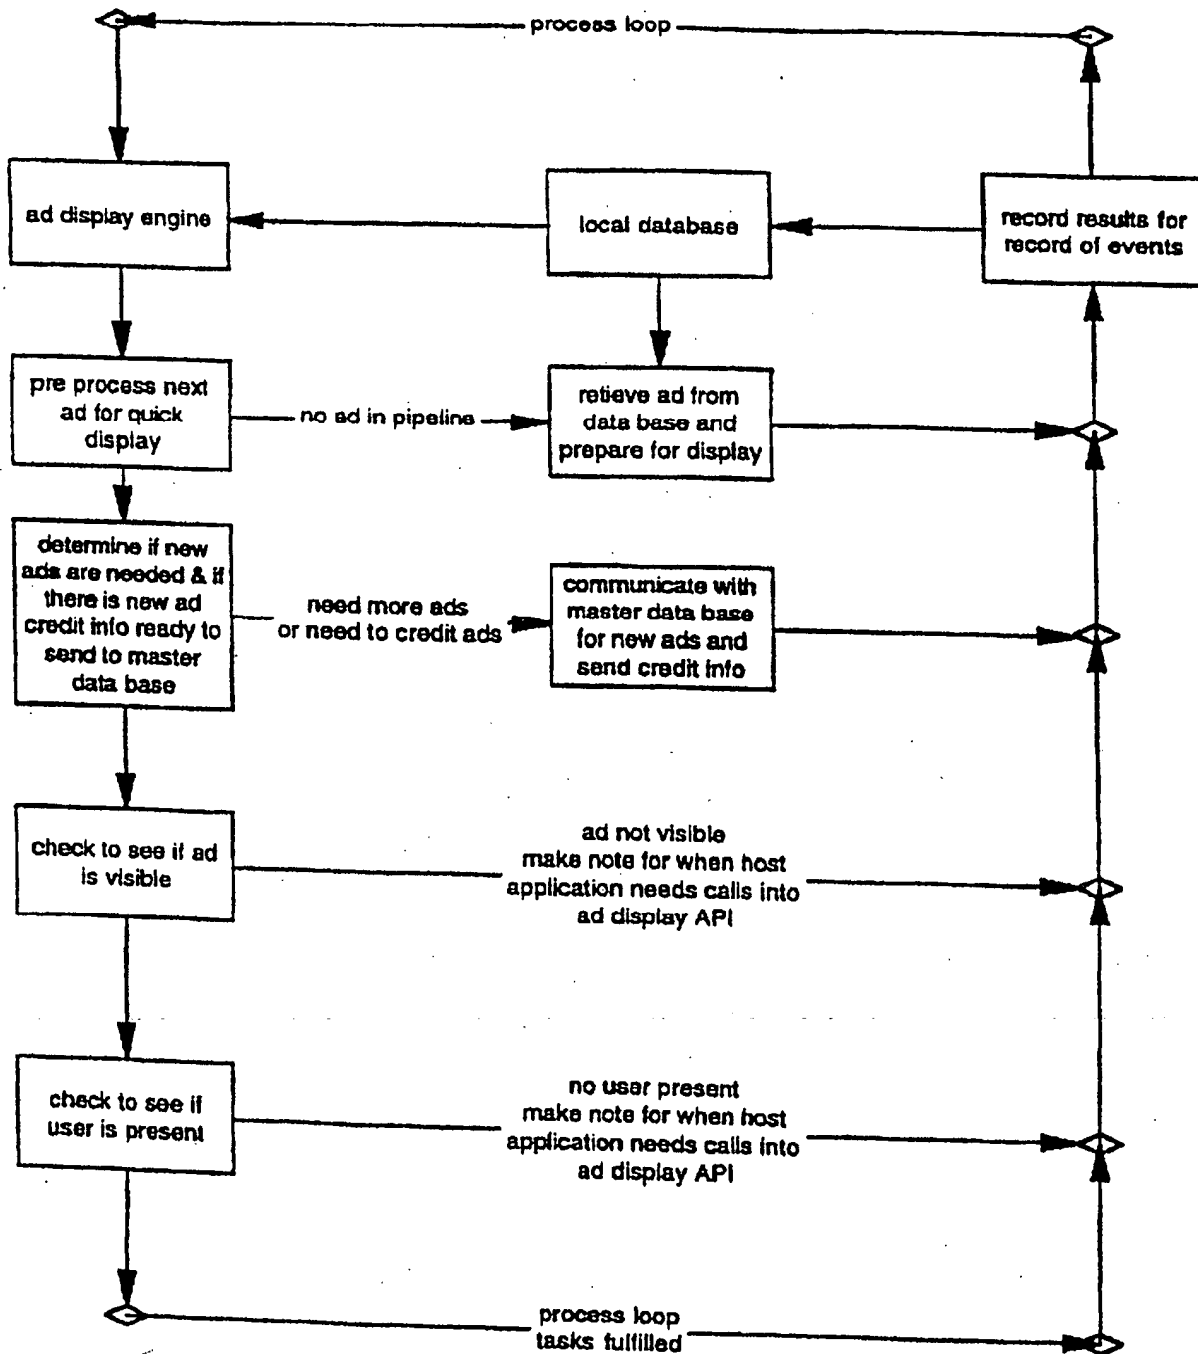 process loop
ad display engine
local database
record results for
record of events
pre process next
ad for quick
display
no ad in pipeline
retieve ad from
data base and
prepare for display
determine if new
ads are needed & if
there is new ad
credit info ready to
send to master
data base
need more ads
or need to credit ads
communicate with
master data base
for new ads and
send credit info
check to see if ad
is visible
ad not visible
make note for when host
application needs calls into
ad display API
check to see if
user is present
no user present
make note for when host
application needs calls into
ad display API
process loop
tasks fulfilled